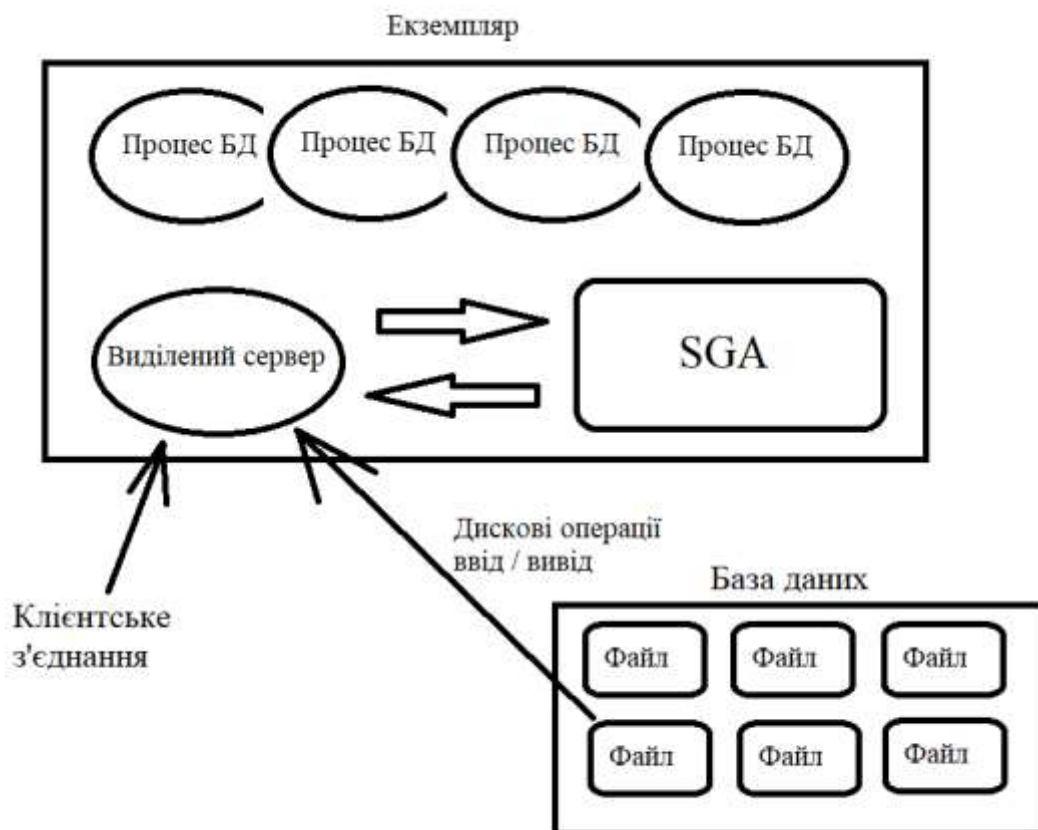 Екземпляр
Процес БД
Процес БД
Процес БД
Процес БД
Виділений сервер
SGA
Дискові операції
ввід / вивід
База даних
Клієнтське
з'єднання
Файл
Файл
Файл
Файл
Файл
Файл